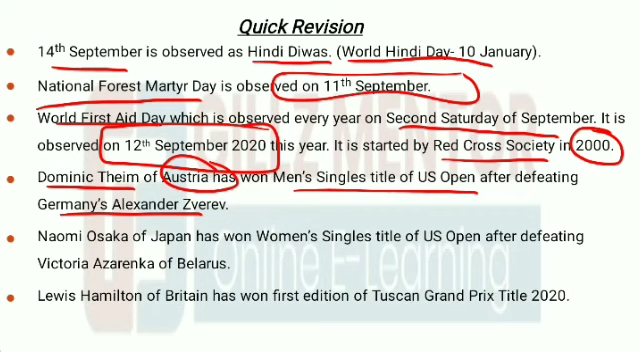 Quick Revision
14th September is observed as Hindi Diwas. (World Hindi Day- 10 January).
National Forest Martyr Day is observed on 11th September.
World First Aid Day which is observed every year on Second Saturday of September. It is
observed on 12th September 2020 this year. It is started by Red Cross Society in 2000.
Dominic Theim of Austria has won Men's Singles title of US Open after defeating
Germany's Alexander Zverev.
Naomi Osaka of Japan has won Women's Singles title of US Open after defeating
Victoria Azarenka of Belarus.
Lewis Hamilton of Britain has won first edition of Tuscan Grand Prix Title 2020.
GILLZ MENTOR
Online E-Learning